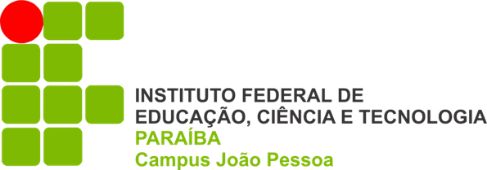 INSTITUTO FEDERAL DE
EDUCAÇÃO, CIÊNCIA E TECNOLOGIA
PARAÍBA
Campus João Pessoa